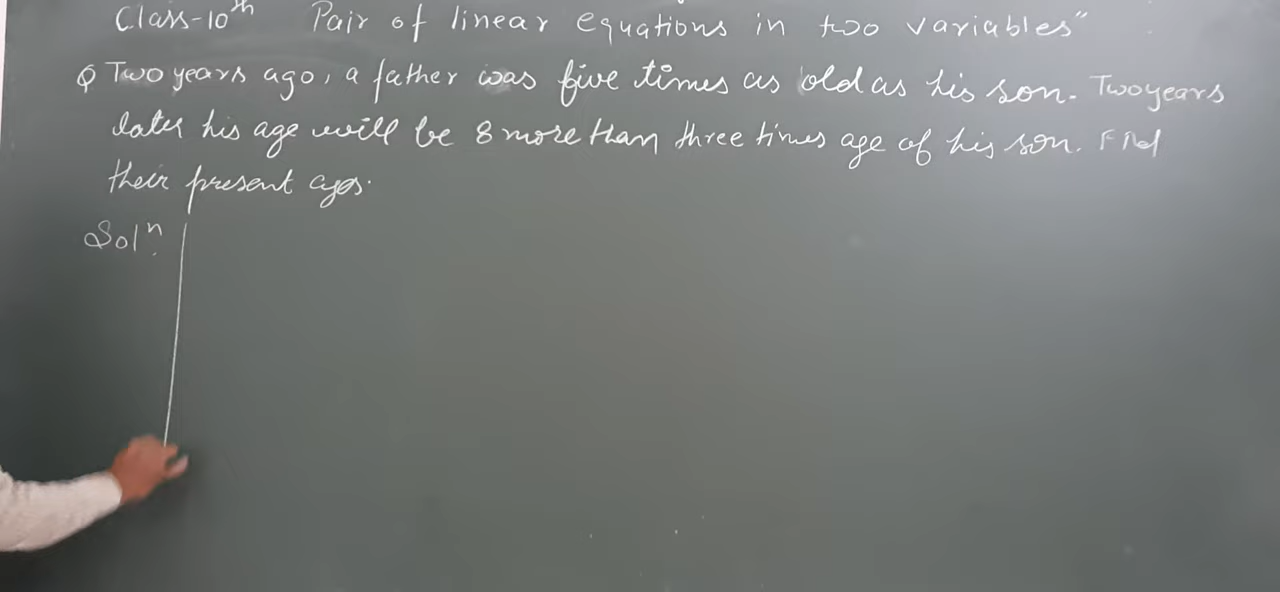 Class-10th Pair of linear equations in two variables"
Q Two years ago, a father was five times as old as his son. Two years
later his age will be 8 more than three times age of his son. Find
their present ages.
Solⁿ.